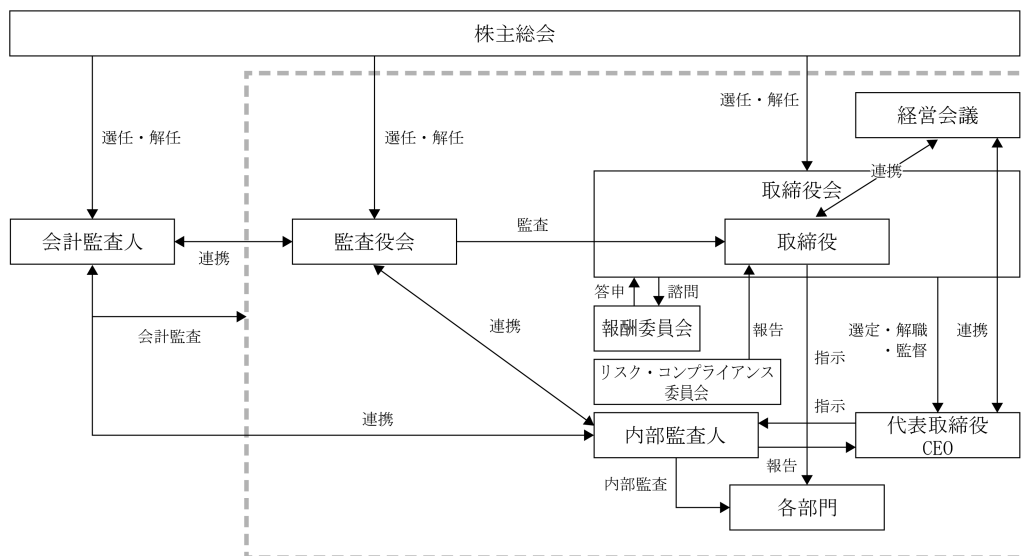 株主総会
選任・解任
選任・解任
選任・解任
経営会議
連携
取締役会
会計監査人
連携
監査役会
監査
取締役
答申
諮問
報酬委員会
報告
リスク・コンプライアンス
委員会
会計監査
連携
指示
選定・解職
・監督
連携
連携
指示
内部監査人
代表取締役
CEO
報告
内部監査
各部門